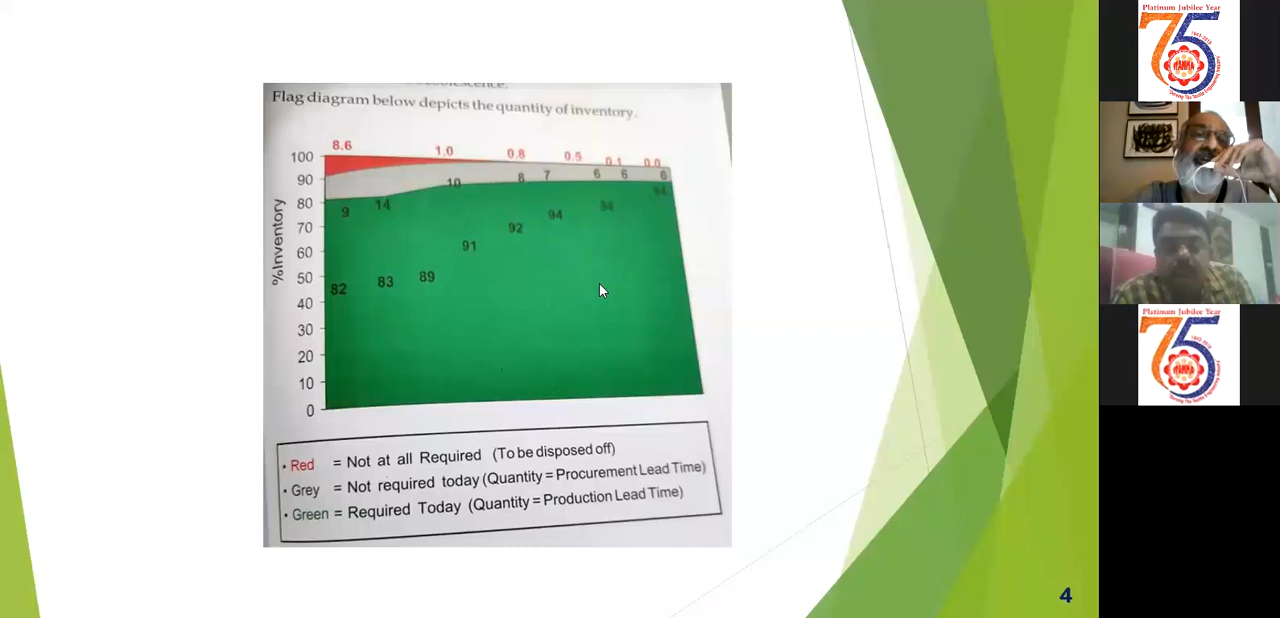 Flag diagram below depicts the quantity of inventory.
8.6 1.0 0.8 0.5 0.1 0.0
100
90
80
70
60
50
40
30
20
10
0
%Inventory
9 14 10 8 7 6 6 6
82 83 89 91 92 94 94 94
• Red = Not at all Required (To be disposed off)
• Grey = Not required today (Quantity = Procurement Lead Time)
• Green = Required Today (Quantity = Production Lead Time)
4
Platinum Jubilee Year
75
Platinum Jubilee Year
75